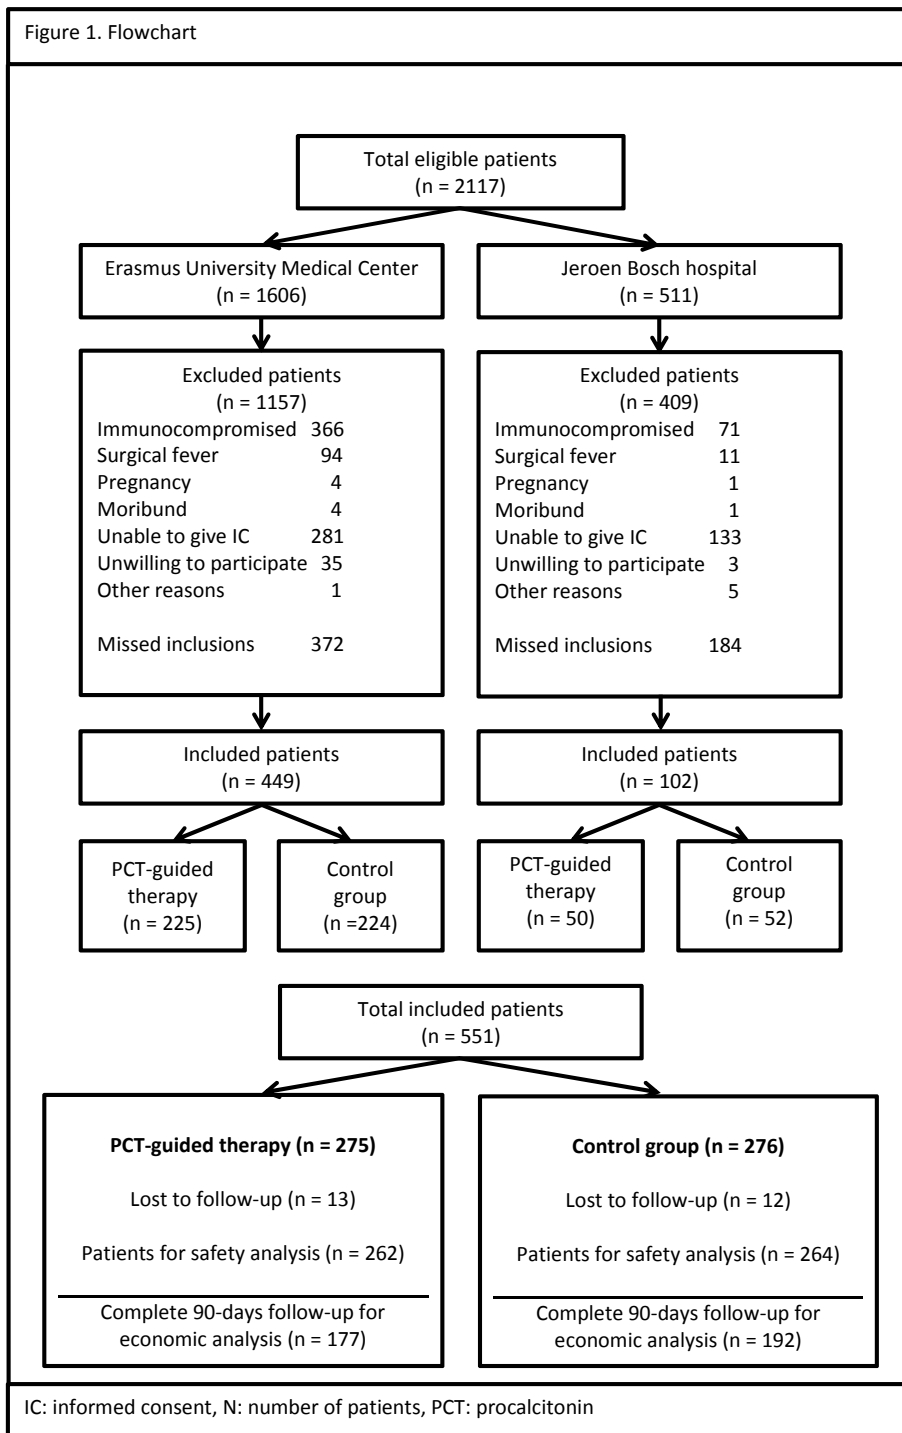 Figure 1. Flowchart
Total eligible patients
(n = 2117)
Erasmus University Medical Center
(n = 1606)
Jeroen Bosch hospital
(n = 511)
Excluded patients
(n = 1157)
Immunocompromised 366
Surgical fever 94
Pregnancy 4
Moribund 4
Unable to give IC 281
Unwilling to participate 35
Other reasons 1
Missed inclusions 372
Excluded patients
(n = 409)
Immunocompromised 71
Surgical fever 11
Pregnancy 1
Moribund 1
Unable to give IC 133
Unwilling to participate 3
Other reasons 5
Missed inclusions 184
Included patients
(n = 449)
Included patients
(n = 102)
PCT-guided
therapy
(n = 225)
Control
group
(n =224)
PCT-guided
therapy
(n = 50)
Control
group
(n = 52)
Total included patients
(n = 551)
PCT-guided therapy (n = 275)
Lost to follow-up (n = 13)
Patients for safety analysis (n = 262)
Complete 90-days follow-up for
economic analysis (n = 177)
Control group (n = 276)
Lost to follow-up (n = 12)
Patients for safety analysis (n = 264)
Complete 90-days follow-up for
economic analysis (n = 192)
IC: informed consent, N: number of patients, PCT: procalcitonin